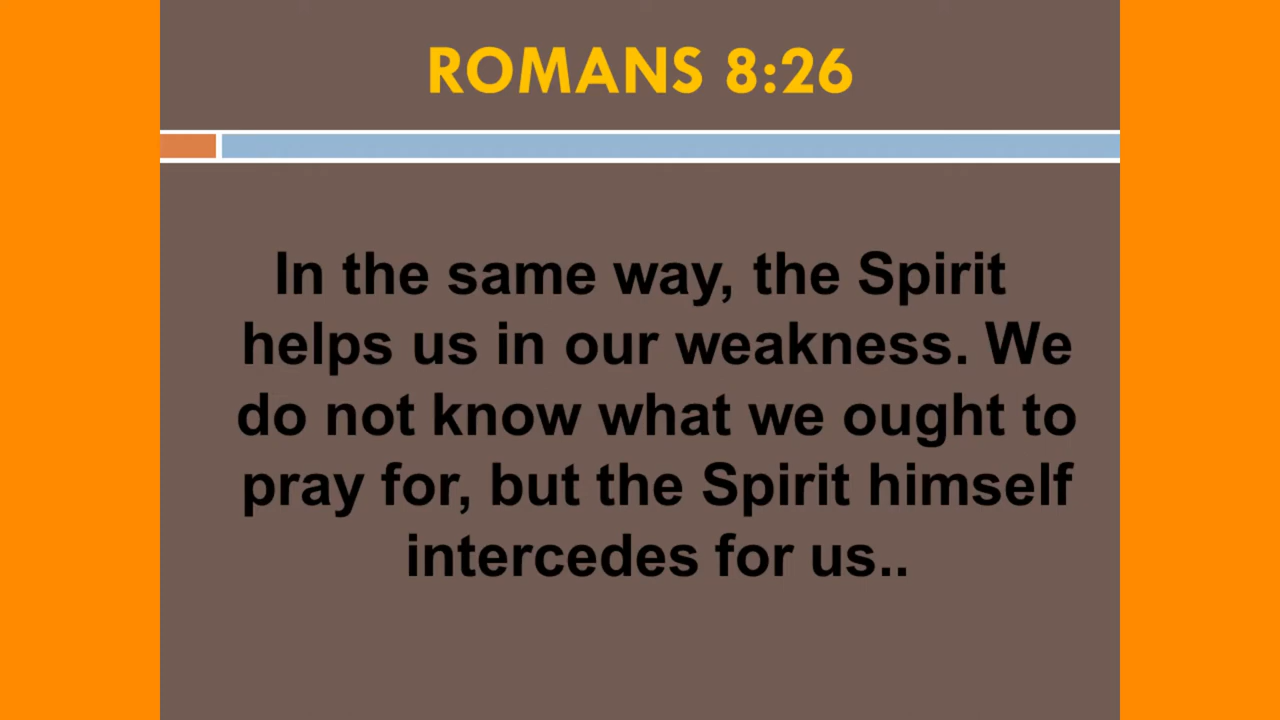 ROMANS 8:26
In the same way, the Spirit
helps us in our weakness. We
do not know what we ought to
pray for, but the Spirit himself
intercedes for us..